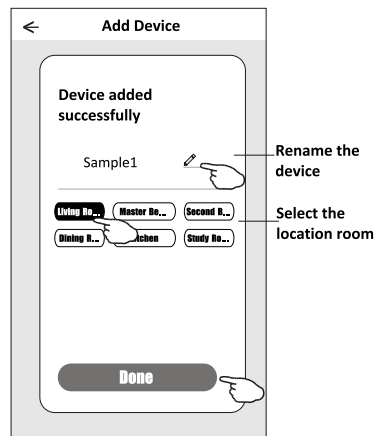 Add Device
Device added
successfully
Sample1
Rename the
device
Living Ro... Master Be... Second B...
Select the
location room
Dining R... tchen Study Ro...
Done